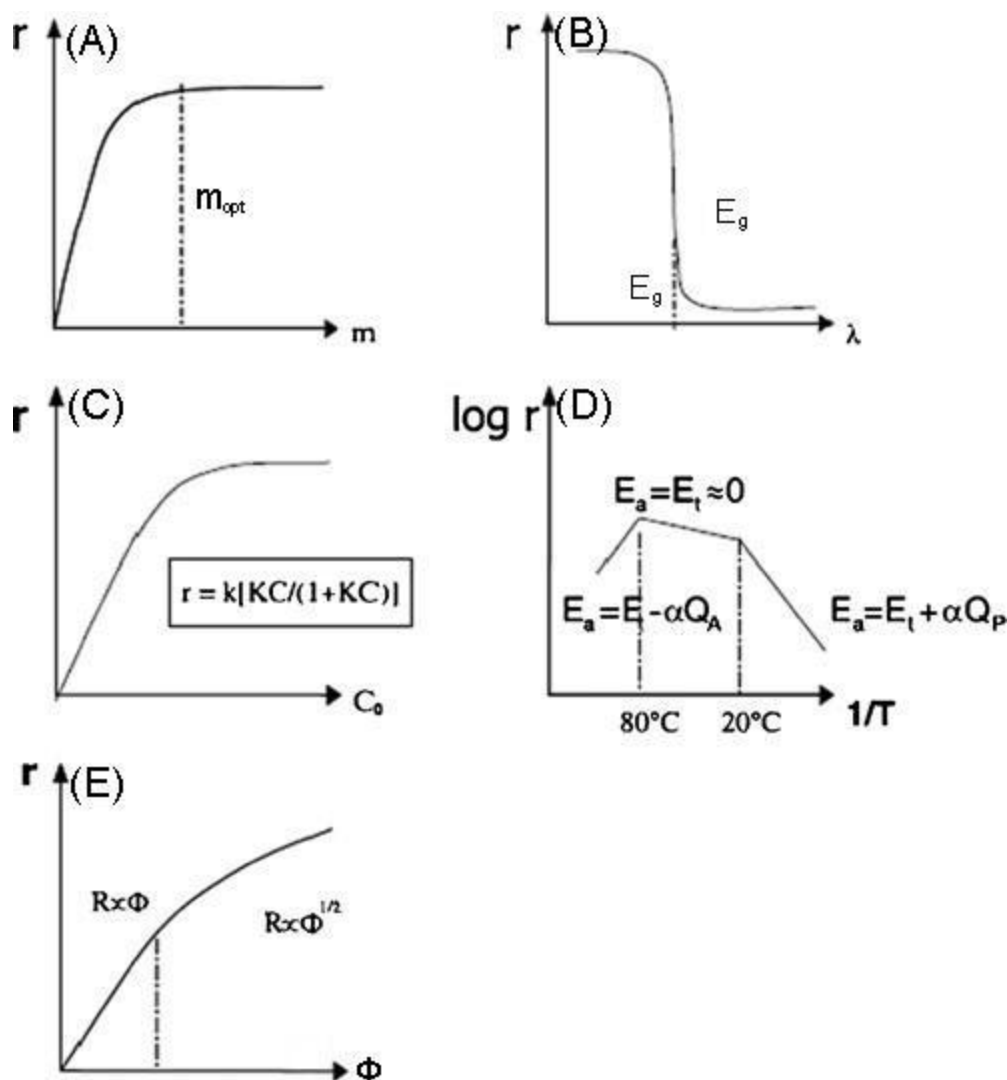 r (A)
m_opt
m
r (B)
E_g
E_g
λ
r (C)
r = k[KC/(1+KC)]
C_0
log r (D)
E_a=E_t≈0
E_a=E_t-αQ_A
E_a=E_t+αQ_P
80°C 20°C
1/T
r (E)
R∝Φ
R∝Φ^1/2
Φ